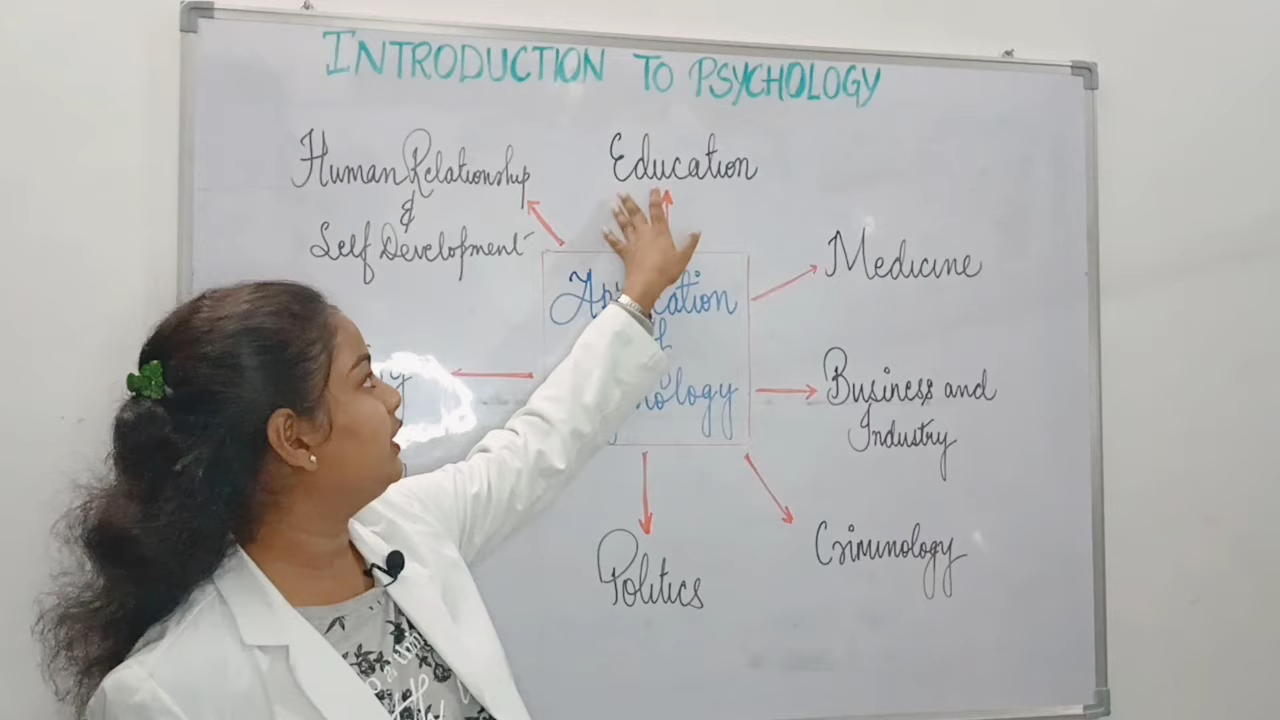 INTRODUCTION TO PSYCHOLOGY
Human Relationship
&
Self Development
Education
Medicine
Business and
Industry
Criminology
Politics